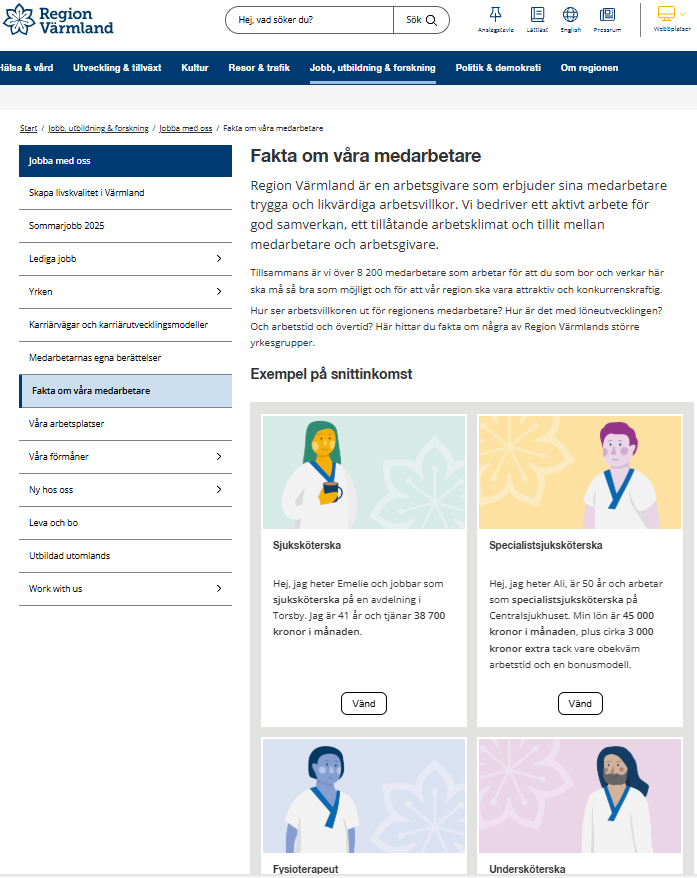 Region
Värmland
Hej, vad söker du?
Sök
Anslagstavla
Lättläst
English
Pressrum
Webbplatser
Hälsa & vård
Utveckling & tillväxt
Kultur
Resor & trafik
Jobb, utbildning & forskning
Politik & demokrati
Om regionen
Start / Jobb, utbildning & forskning / Jobba med oss / Fakta om våra medarbetare
Jobba med oss
Skapa livskvalitet i Värmland
Sommarjobb 2025
Lediga jobb
Yrken
Karriärvägar och karriärutvecklingsmodeller
Medarbetarnas egna berättelser
Fakta om våra medarbetare
Våra arbetsplatser
Våra förmåner
Ny hos oss
Leva och bo
Utbildad utomlands
Work with us
Fakta om våra medarbetare
Region Värmland är en arbetsgivare som erbjuder sina medarbetare
trygga och likvärdiga arbetsvillkor. Vi bedriver ett aktivt arbete för
god samverkan, ett tillåtande arbetsklimat och tillit mellan
medarbetare och arbetsgivare.
Tillsammans är vi över 8 200 medarbetare som arbetar för att du som bor och verkar här
ska må så bra som möjligt och för att vår region ska vara attraktiv och konkurrenskraftig.
Hur ser arbetsvillkoren ut för regionens medarbetare? Hur är det med löneutvecklingen?
Och arbetstid och övertid? Här hittar du fakta om några av Region Värmlands större
yrkesgrupper.
Exempel på snittinkomst
Sjuksköterska
Hej, jag heter Emelie och jobbar som
sjuksköterska på en avdelning i
Torsby. Jag är 41 år och tjänar 38 700
kronor i månaden.
Vänd
Specialistsjuksköterska
Hej, jag heter Ali, är 50 år och arbetar
som specialistsjuksköterska på
Centralsjukhuset. Min lön är 45 000
kronor i månaden, plus cirka 3 000
kronor extra tack vare obekväm
arbetstid och en bonusmodell.
Vänd
Fysioterapeut
Undersköterska